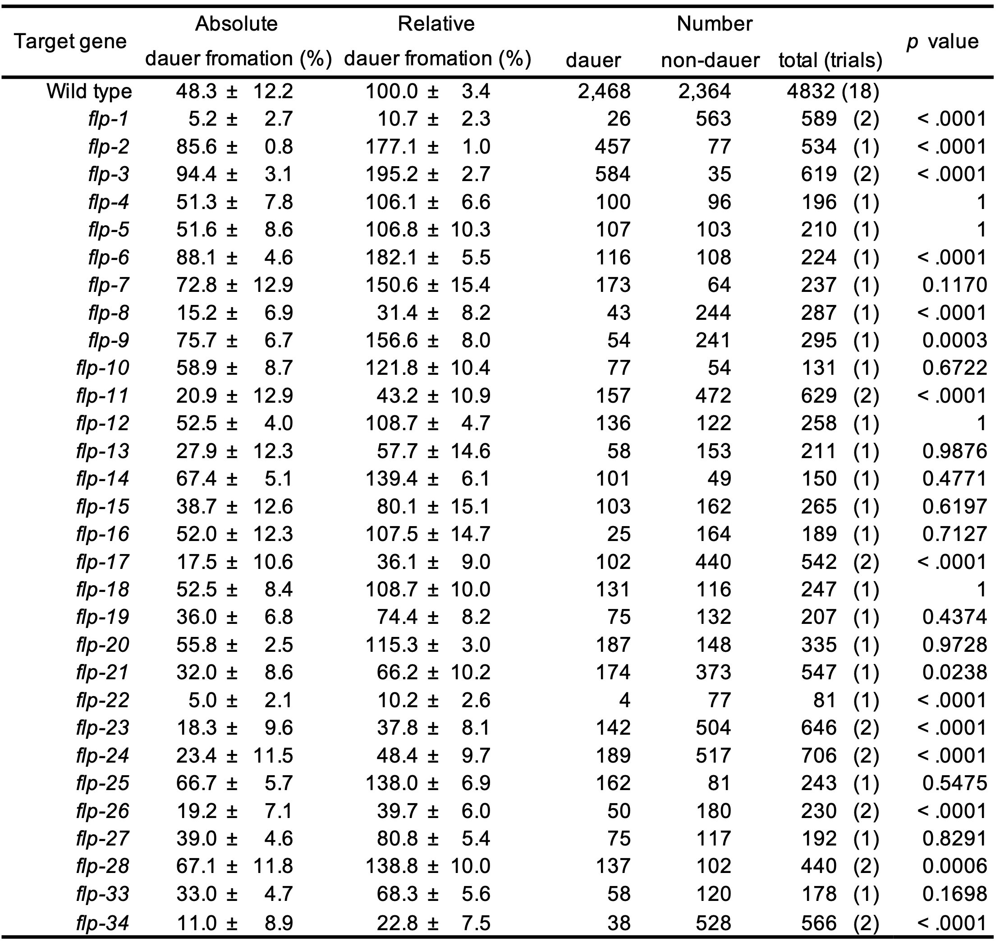 Target gene Absolute dauer fromation (%) Relative dauer fromation (%) Number dauer non-dauer total (trials) p value
Wild type 48.3 ± 12.2 100.0 ± 3.4 2,468 2,364 4832 (18)
flp-1 5.2 ± 2.7 10.7 ± 2.3 26 563 589 (2) < .0001
flp-2 85.6 ± 0.8 177.1 ± 1.0 457 77 534 (1) < .0001
flp-3 94.4 ± 3.1 195.2 ± 2.7 584 35 619 (2) < .0001
flp-4 51.3 ± 7.8 106.1 ± 6.6 100 96 196 (1) 1
flp-5 51.6 ± 8.6 106.8 ± 10.3 107 103 210 (1) 1
flp-6 88.1 ± 4.6 182.1 ± 5.5 116 108 224 (1) < .0001
flp-7 72.8 ± 12.9 150.6 ± 15.4 173 64 237 (1) 0.1170
flp-8 15.2 ± 6.9 31.4 ± 8.2 43 244 287 (1) < .0001
flp-9 75.7 ± 6.7 156.6 ± 8.0 54 241 295 (1) 0.0003
flp-10 58.9 ± 8.7 121.8 ± 10.4 77 54 131 (1) 0.6722
flp-11 20.9 ± 12.9 43.2 ± 10.9 157 472 629 (2) < .0001
flp-12 52.5 ± 4.0 108.7 ± 4.7 136 122 258 (1) 1
flp-13 27.9 ± 12.3 57.7 ± 14.6 58 153 211 (1) 0.9876
flp-14 67.4 ± 5.1 139.4 ± 6.1 101 49 150 (1) 0.4771
flp-15 38.7 ± 12.6 80.1 ± 15.1 103 162 265 (1) 0.6197
flp-16 52.0 ± 12.3 107.5 ± 14.7 25 164 189 (1) 0.7127
flp-17 17.5 ± 10.6 36.1 ± 9.0 102 440 542 (2) < .0001
flp-18 52.5 ± 8.4 108.7 ± 10.0 131 116 247 (1) 1
flp-19 36.0 ± 6.8 74.4 ± 8.2 75 132 207 (1) 0.4374
flp-20 55.8 ± 2.5 115.3 ± 3.0 187 148 335 (1) 0.9728
flp-21 32.0 ± 8.6 66.2 ± 10.2 174 373 547 (1) 0.0238
flp-22 5.0 ± 2.1 10.2 ± 2.6 4 77 81 (1) < .0001
flp-23 18.3 ± 9.6 37.8 ± 8.1 142 504 646 (2) < .0001
flp-24 23.4 ± 11.5 48.4 ± 9.7 189 517 706 (2) < .0001
flp-25 66.7 ± 5.7 138.0 ± 6.9 162 81 243 (1) 0.5475
flp-26 19.2 ± 7.1 39.7 ± 6.0 50 180 230 (2) < .0001
flp-27 39.0 ± 4.6 80.8 ± 5.4 75 117 192 (1) 0.8291
flp-28 67.1 ± 11.8 138.8 ± 10.0 137 102 440 (2) 0.0006
flp-33 33.0 ± 4.7 68.3 ± 5.6 58 120 178 (1) 0.1698
flp-34 11.0 ± 8.9 22.8 ± 7.5 38 528 566 (2) < .0001